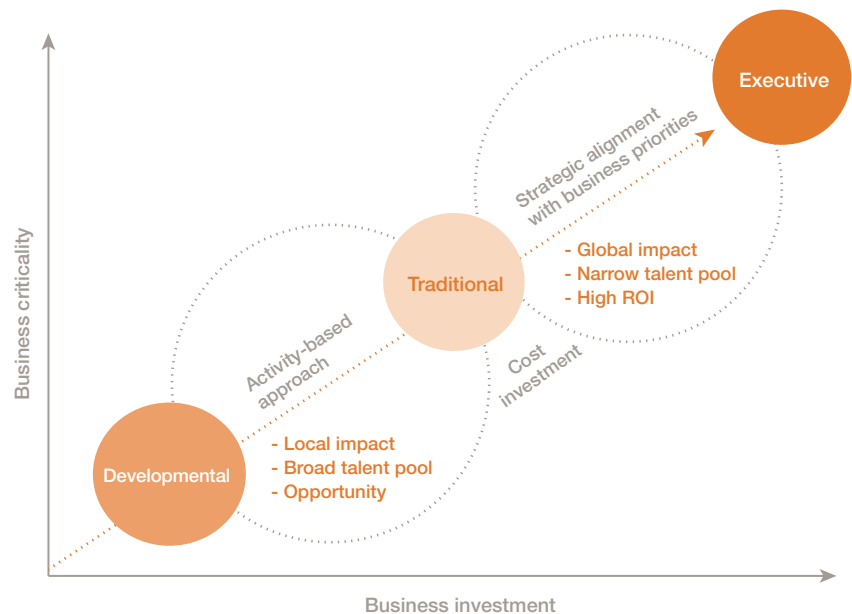 Executive
Strategic alignment
with business priorities
- Global impact
- Narrow talent pool
- High ROI
Traditional
Cost
investment
Activity-based
approach
- Local impact
- Broad talent pool
- Opportunity
Developmental
Business criticality
Business investment